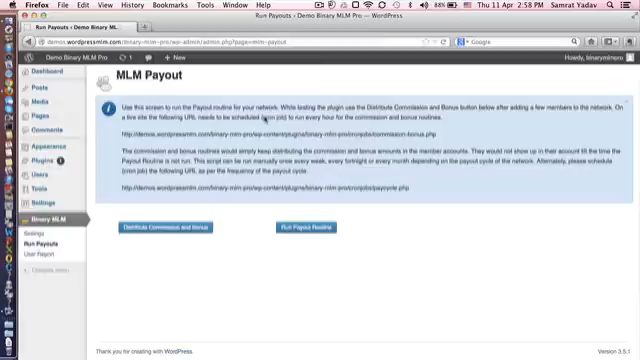 Firefox File Edit View History Bookmarks Tools Window Help
88% Thu 11 Apr 2:58 PM Samrat Yadav
Run Payouts ‹ Demo Binary MLM Pro — WordPress
Run Payouts ‹ Demo Binary ML...
demos.wordpressmlm.com/binary-mlm-pro/wp-admin/admin.php?page=mlm-payout
Google
Demo Binary MLM Pro 1 0 + New
Howdy, binarymlmpro
Dashboard
Posts
Media
Pages
Comments
Appearance
Plugins 1
Users
Tools
Settings
Binary MLM
Settings
Run Payouts
User Report
Collapse menu
MLM Payout
Use this screen to run the Payout routine for your network. While testing the plugin use the Distribute Commission and Bonus button below after adding a few members to the network. On
a live site the following URL needs to be scheduled (cron job) to run every hour for the commission and bonus routines.
http://demos.wordpressmlm.com/binary-mlm-pro/wp-content/plugins/binary-mlm-pro/cronjobs/commission-bonus.php
The commission and bonus routines would simply keep distributing the commission and bonus amounts in the member accounts. They would not show up in their account till the time the
Payout Routine is not run. This script can be run manually once every week, every fortnight or every month depending on the payout cycle of the network. Alternately, please schedule
(cron job) the following URL as per the frequency of the payout cycle.
http://demos.wordpressmlm.com/binary-mlm-pro/wp-content/plugins/binary-mlm-pro/cronjobs/paycycle.php
Distribute Commission and Bonus
Run Payout Routine
Thank you for creating with WordPress.
Version 3.5.1